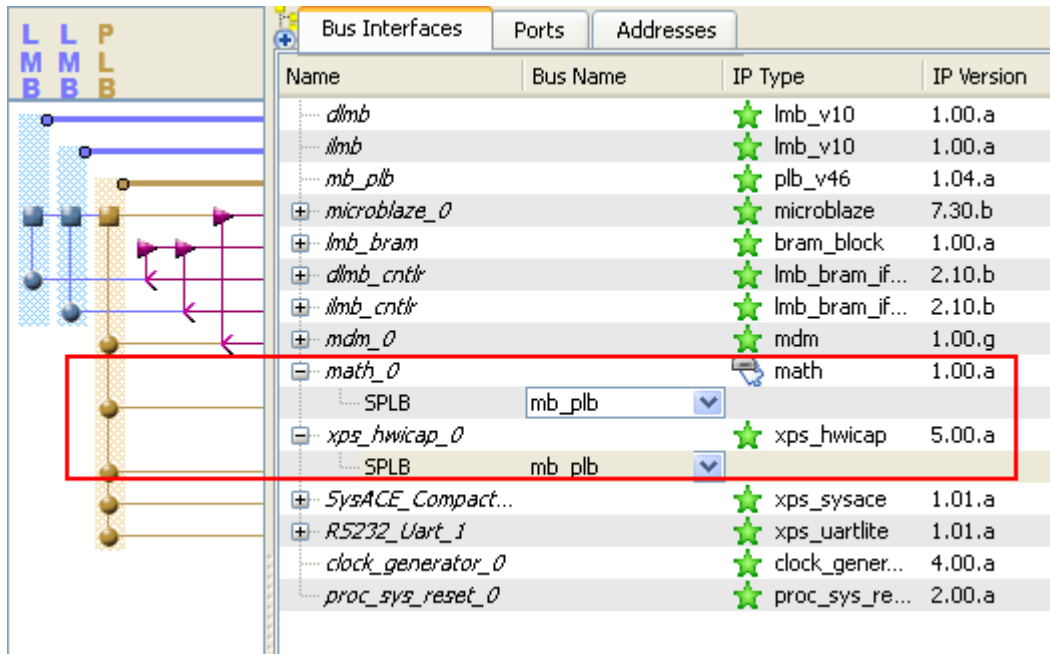 LMB LMB PLB
Bus Interfaces Ports Addresses
Name Bus Name IP Type IP Version
dlmb lmb_v10 1.00.a
ilmb lmb_v10 1.00.a
mb_plb plb_v46 1.04.a
microblaze_0 microblaze 7.30.b
lmb_bram bram_block 1.00.a
dlmb_cntlr lmb_bram_if... 2.10.b
ilmb_cntlr lmb_bram_if... 2.10.b
mdm_0 mdm 1.00.g
math_0 math 1.00.a
SPLB mb_plb
xps_hwicap_0 xps_hwicap 5.00.a
SPLB mb_plb
SysACE_Compact... xps_sysace 1.01.a
RS232_Uart_1 xps_uartlite 1.01.a
clock_generator_0 clock_gener... 4.00.a
proc_sys_reset_0 proc_sys_re... 2.00.a